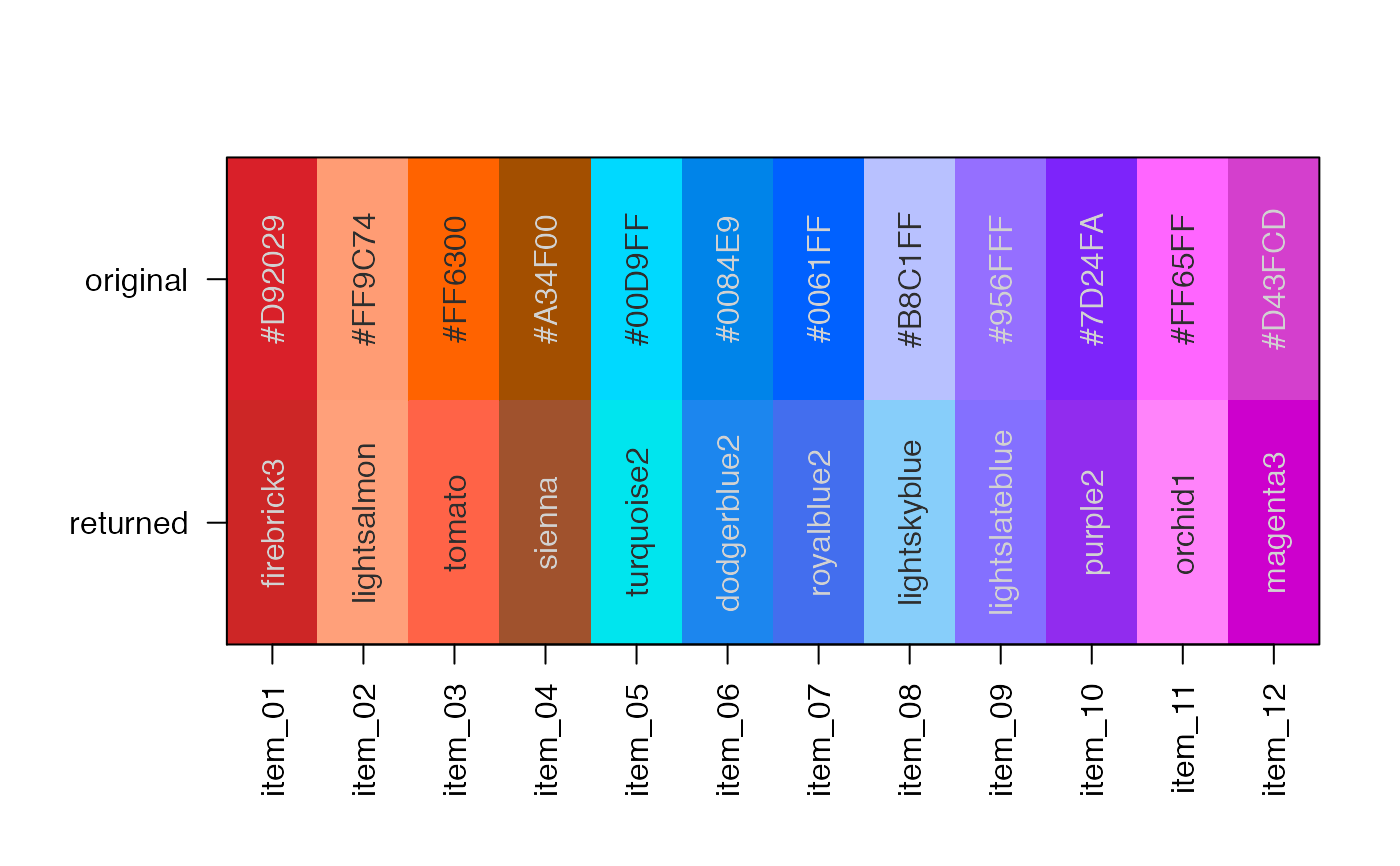 original
#D92029
#FF9C74
#FF6300
#A34F00
#00D9FF
#0084E9
#0061FF
#B8C1FF
#956FFF
#7D24FA
#FF65FF
#D43FCD
returned
firebrick3
lightsalmon
tomato
sienna
turquoise2
dodgerblue2
royalblue2
lightskyblue
lightslateblue
purple2
orchid1
magenta3
item_01
item_02
item_03
item_04
item_05
item_06
item_07
item_08
item_09
item_10
item_11
item_12